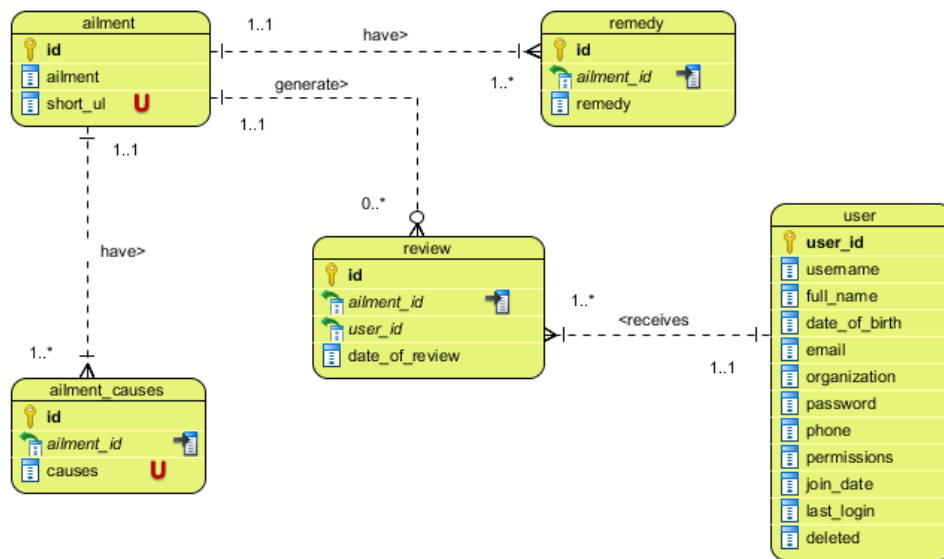 ailment
id
ailment
short_ul U
1..1
have>
1..*
remedy
id
ailment_id
remedy
generate>
1..1
0..*
1..1
have>
1..*
review
id
ailment_id
user_id
date_of_review
1..*
<receives
1..1
user
user_id
username
full_name
date_of_birth
email
organization
password
phone
permissions
join_date
last_login
deleted
ailment_causes
id
ailment_id
causes U